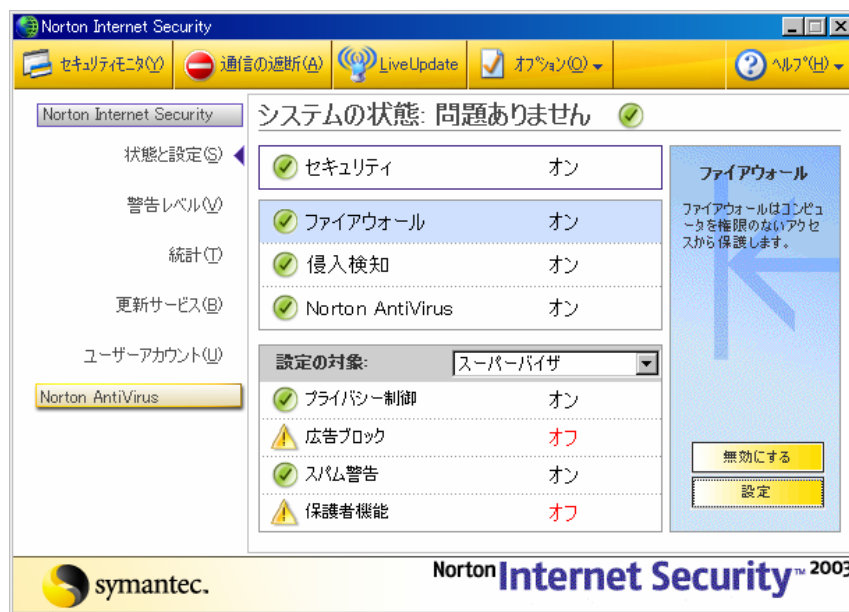 Norton Internet Security
セキュリティモニタ(Y) 通信の遮断(A) LiveUpdate オプション(O) ヘルプ(H)
Norton Internet Security
状態と設定(S)
警告レベル(V)
統計(T)
更新サービス(B)
ユーザーアカウント(U)
Norton AntiVirus
システムの状態: 問題ありません
セキュリティ オン
ファイアウォール オン
侵入検知 オン
Norton AntiVirus オン
設定の対象: スーパーバイザ
プライバシー制御 オン
広告ブロック オフ
スパム警告 オン
保護者機能 オフ
ファイアウォール
ファイアウォールはコンピュ
ータを権限のないアクセ
スから保護します。
無効にする
設定
symantec.
Norton Internet Security™ 2003